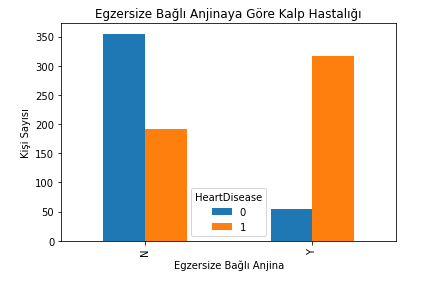 Egzersize Bağlı Anjinaya Göre Kalp Hastalığı
Kişi Sayısı
350
300
250
200
150
100
50
0
HeartDisease
0
1
N
Y
Egzersize Bağlı Anjina